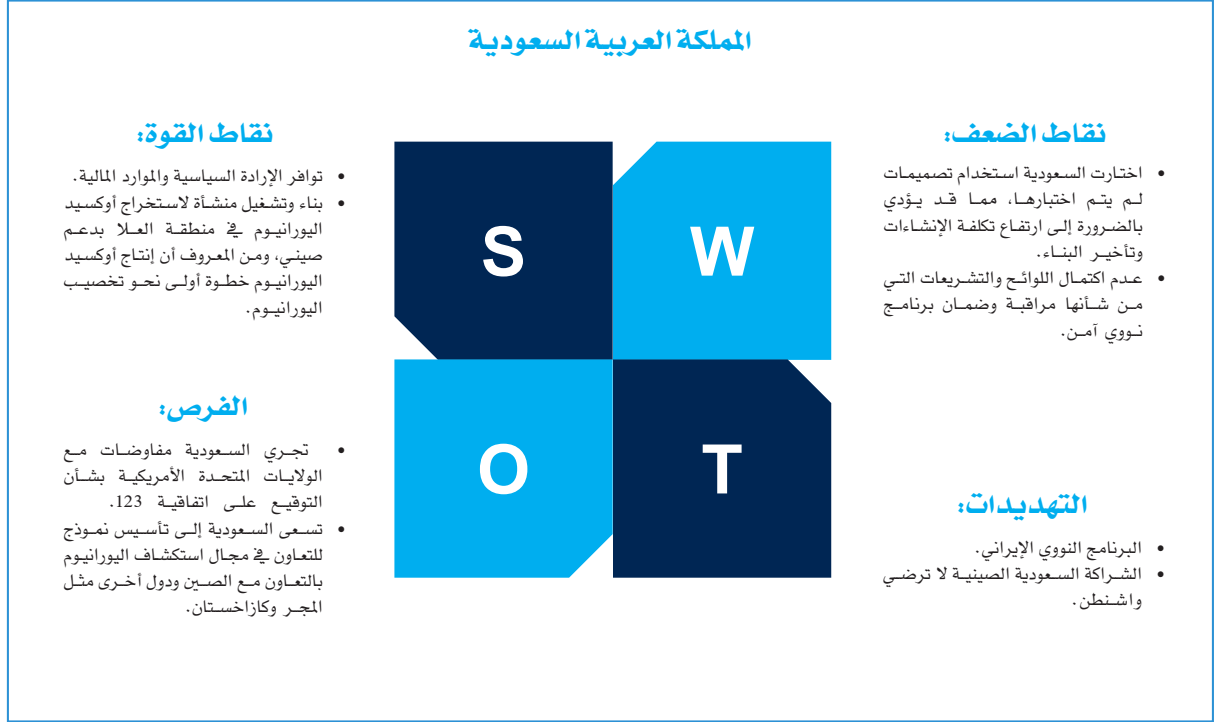 المملكة العربية السعودية
نقاط القوة:
• توافر الإرادة السياسية والموارد المالية.
• بناء وتشغيل منشأة لاستخراج أوكسيد
اليورانيوم في منطقة العلا بدعم
صيني، ومن المعروف أن إنتاج أوكسيد
اليورانيوم خطوة أولى نحو تخصيب
اليورانيوم.
S
W
نقاط الضعف:
• اختارت السعودية استخدام تصميمات
لم يتم اختبارها، مما قد يؤدي
بالضرورة إلى ارتفاع تكلفة الإنشاءات
وتأخير البناء.
• عدم اكتمال اللوائح والتشريعات التي
من شأنها مراقبة وضمان برنامج
نووي آمن.
الفرص:
• تجري السعودية مفاوضات مع
الولايات المتحدة الأمريكية بشأن
التوقيع على اتفاقية 123.
• تسعى السعودية إلى تأسيس نموذج
للتعاون في مجال استكشاف اليورانيوم
بالتعاون مع الصين ودول أخرى مثل
المجر وكازاخستان.
O
T
التهديدات:
• البرنامج النووي الإيراني.
• الشراكة السعودية الصينية لا ترضي
واشنطن.